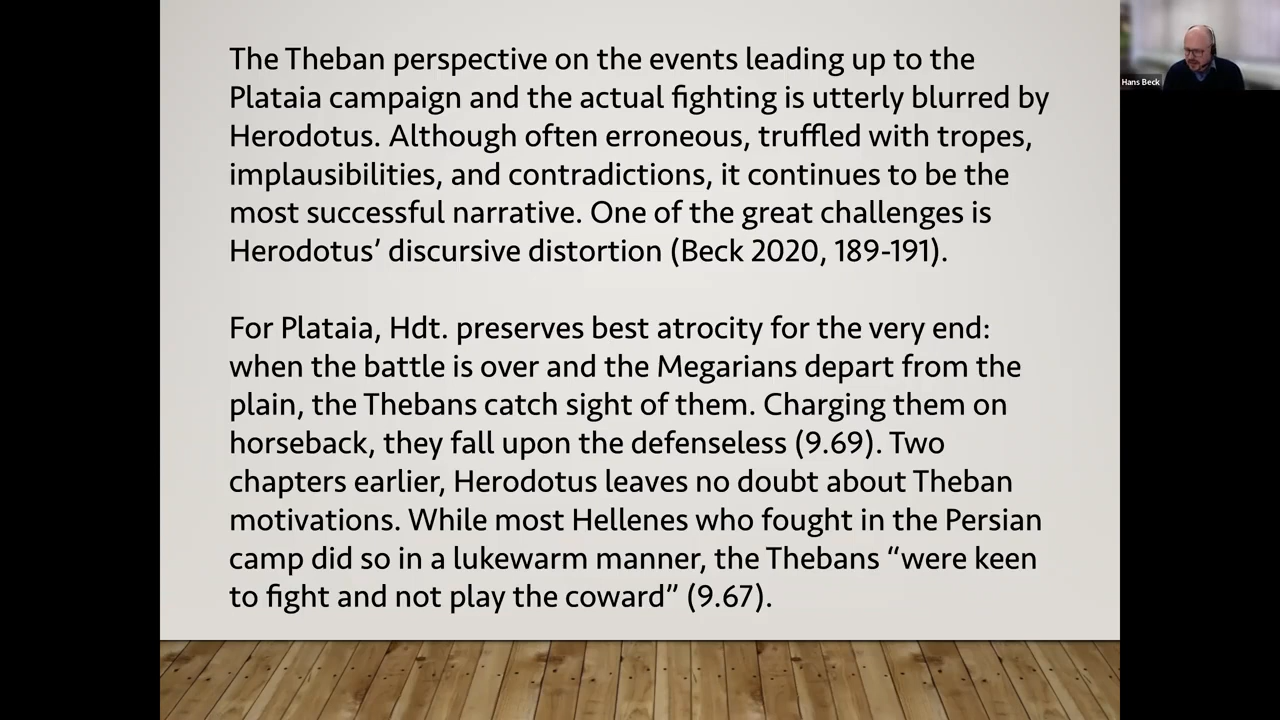 The Theban perspective on the events leading up to the
Plataia campaign and the actual fighting is utterly blurred by
Herodotus. Although often erroneous, truffled with tropes,
implausibilities, and contradictions, it continues to be the
most successful narrative. One of the great challenges is
Herodotus’ discursive distortion (Beck 2020, 189-191).
For Plataia, Hdt. preserves best atrocity for the very end:
when the battle is over and the Megarians depart from the
plain, the Thebans catch sight of them. Charging them on
horseback, they fall upon the defenseless (9.69). Two
chapters earlier, Herodotus leaves no doubt about Theban
motivations. While most Hellenes who fought in the Persian
camp did so in a lukewarm manner, the Thebans “were keen
to fight and not play the coward” (9.67).
Hans Beck